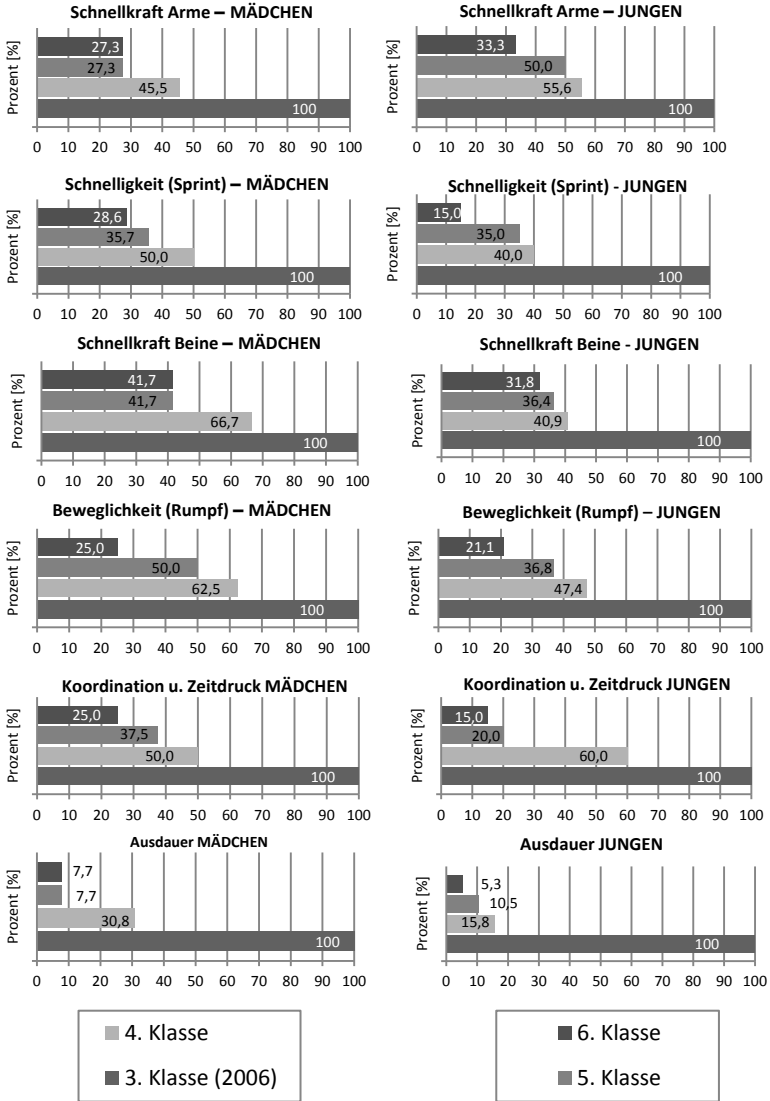 Schnellkraft Arme – MÄDCHEN
Prozent [%]
27,3
27,3
45,5
100
0 10 20 30 40 50 60 70 80 90 100
Schnellkraft Arme – JUNGEN
Prozent [%]
33,3
50,0
55,6
100
0 10 20 30 40 50 60 70 80 90 100
Schnelligkeit (Sprint) – MÄDCHEN
Prozent [%]
28,6
35,7
50,0
100
0 10 20 30 40 50 60 70 80 90 100
Schnelligkeit (Sprint) - JUNGEN
Prozent [%]
15,0
35,0
40,0
100
0 10 20 30 40 50 60 70 80 90 100
Schnellkraft Beine – MÄDCHEN
Prozent [%]
41,7
41,7
66,7
100
0 10 20 30 40 50 60 70 80 90 100
Schnellkraft Beine - JUNGEN
Prozent [%]
31,8
36,4
40,9
100
0 10 20 30 40 50 60 70 80 90 100
Beweglichkeit (Rumpf) – MÄDCHEN
Prozent [%]
25,0
50,0
62,5
100
0 10 20 30 40 50 60 70 80 90 100
Beweglichkeit (Rumpf) – JUNGEN
Prozent [%]
21,1
36,8
47,4
100
0 10 20 30 40 50 60 70 80 90 100
Koordination u. Zeitdruck MÄDCHEN
Prozent [%]
25,0
37,5
50,0
100
0 10 20 30 40 50 60 70 80 90 100
Koordination u. Zeitdruck JUNGEN
Prozent [%]
15,0
20,0
60,0
100
0 10 20 30 40 50 60 70 80 90 100
Ausdauer MÄDCHEN
Prozent [%]
7,7
7,7
30,8
100
0 10 20 30 40 50 60 70 80 90 100
Ausdauer JUNGEN
Prozent [%]
5,3
10,5
15,8
100
0 10 20 30 40 50 60 70 80 90 100
4. Klasse
3. Klasse (2006)
6. Klasse
5. Klasse